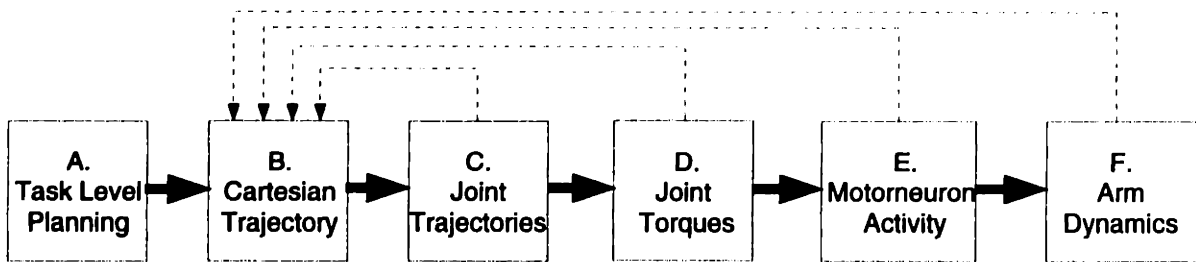 A.
Task Level
Planning
B.
Cartesian
Trajectory
C.
Joint
Trajectories
D.
Joint
Torques
E.
Motorneuron
Activity
F.
Arm
Dynamics